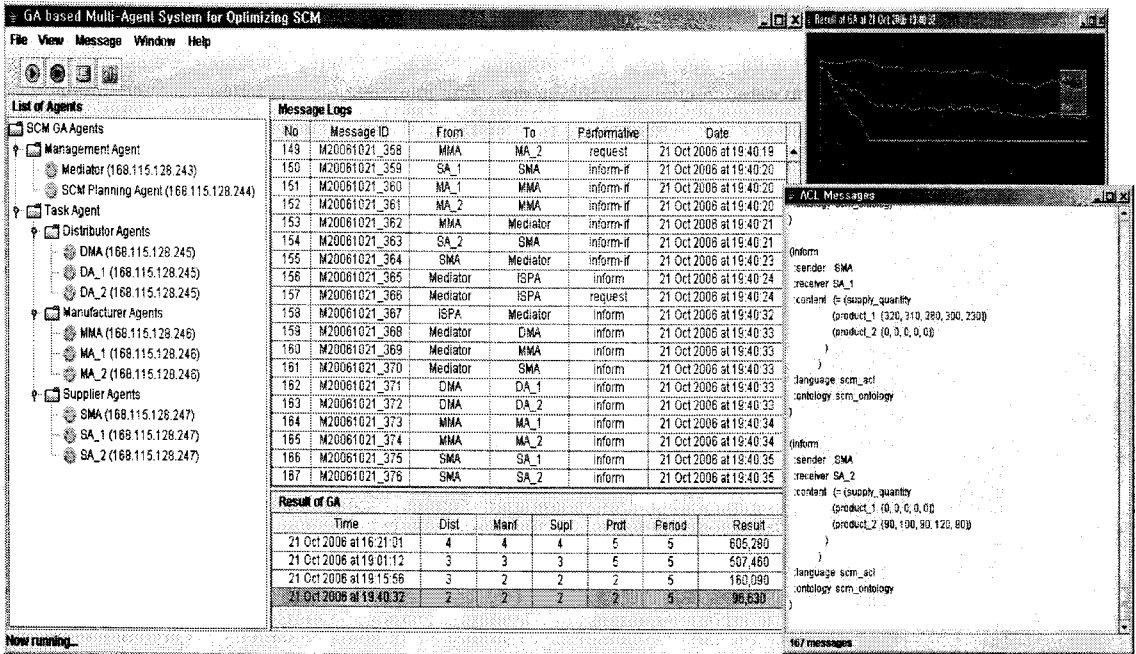 GA based Multi-Agent System for Optimizing SCM
File View Message Window Help
List of Agents
SCM GA Agents
Management Agent
Mediator (168.115.128.243)
SCM Planning Agent (168.115.128.244)
Task Agent
Distributor Agents
DMA (168.115.128.245)
DA_1 (168.115.128.245)
DA_2 (168.115.128.245)
Manufacturer Agents
MMA (168.115.128.246)
MA_1 (168.115.128.246)
MA_2 (168.115.128.246)
Supplier Agents
SMA (168.115.128.247)
SA_1 (168.115.128.247)
SA_2 (168.115.128.247)
Message Logs
No Message ID From To Performative Date
149 M20061021_358 MMA MA_2 request 21 Oct 2006 at 19:40:19
150 M20061021_359 SA_1 SMA inform-if 21 Oct 2006 at 19:40:20
151 M20061021_360 MA_1 MMA inform-if 21 Oct 2006 at 19:40:20
152 M20061021_361 MA_2 MMA inform-if 21 Oct 2006 at 19:40:20
153 M20061021_362 MMA Mediator inform-if 21 Oct 2006 at 19:40:21
154 M20061021_363 SA_2 SMA inform-if 21 Oct 2006 at 19:40:21
155 M20061021_364 SMA Mediator inform-if 21 Oct 2006 at 19:40:23
156 M20061021_365 Mediator ISPA inform 21 Oct 2006 at 19:40:24
157 M20061021_366 Mediator ISPA request 21 Oct 2006 at 19:40:24
158 M20061021_367 ISPA Mediator inform 21 Oct 2006 at 19:40:32
159 M20061021_368 Mediator DMA inform 21 Oct 2006 at 19:40:33
160 M20061021_369 Mediator MMA inform 21 Oct 2006 at 19:40:33
161 M20061021_370 Mediator SMA inform 21 Oct 2006 at 19:40:33
162 M20061021_371 DMA DA_1 inform 21 Oct 2006 at 19:40:33
163 M20061021_372 DMA DA_2 inform 21 Oct 2006 at 19:40:33
164 M20061021_373 MMA MA_1 inform 21 Oct 2006 at 19:40:34
165 M20061021_374 MMA MA_2 inform 21 Oct 2006 at 19:40:34
166 M20061021_375 SMA SA_1 inform 21 Oct 2006 at 19:40:35
167 M20061021_376 SMA SA_2 inform 21 Oct 2006 at 19:40:35
Result of GA
Time Dist Manf Supl Prdt Period Result
21 Oct 2006 at 16:21:01 4 4 4 5 5 605,280
21 Oct 2006 at 19:01:12 3 3 3 5 5 507,460
21 Oct 2006 at 19:15:56 3 2 2 2 5 160,090
21 Oct 2006 at 19:40:32 2 2 2 2 5 96,630
Now running...
Result of GA at 21 Oct 2006 19:40:32
ACL Messages
:ontology scm_ontology
)
(inform
:sender SMA
:receiver SA_1
:content (= (supply_quantity
(product_1 (320, 310, 280, 300, 230))
(product_2 (0, 0, 0, 0, 0))
)
)
:language scm_acl
:ontology scm_ontology
)
(inform
:sender SMA
:receiver SA_2
:content (= (supply_quantity
(product_1 (0, 0, 0, 0, 0))
(product_2 (90, 100, 90, 120, 80))
)
)
:language scm_acl
:ontology scm_ontology
)
167 messages